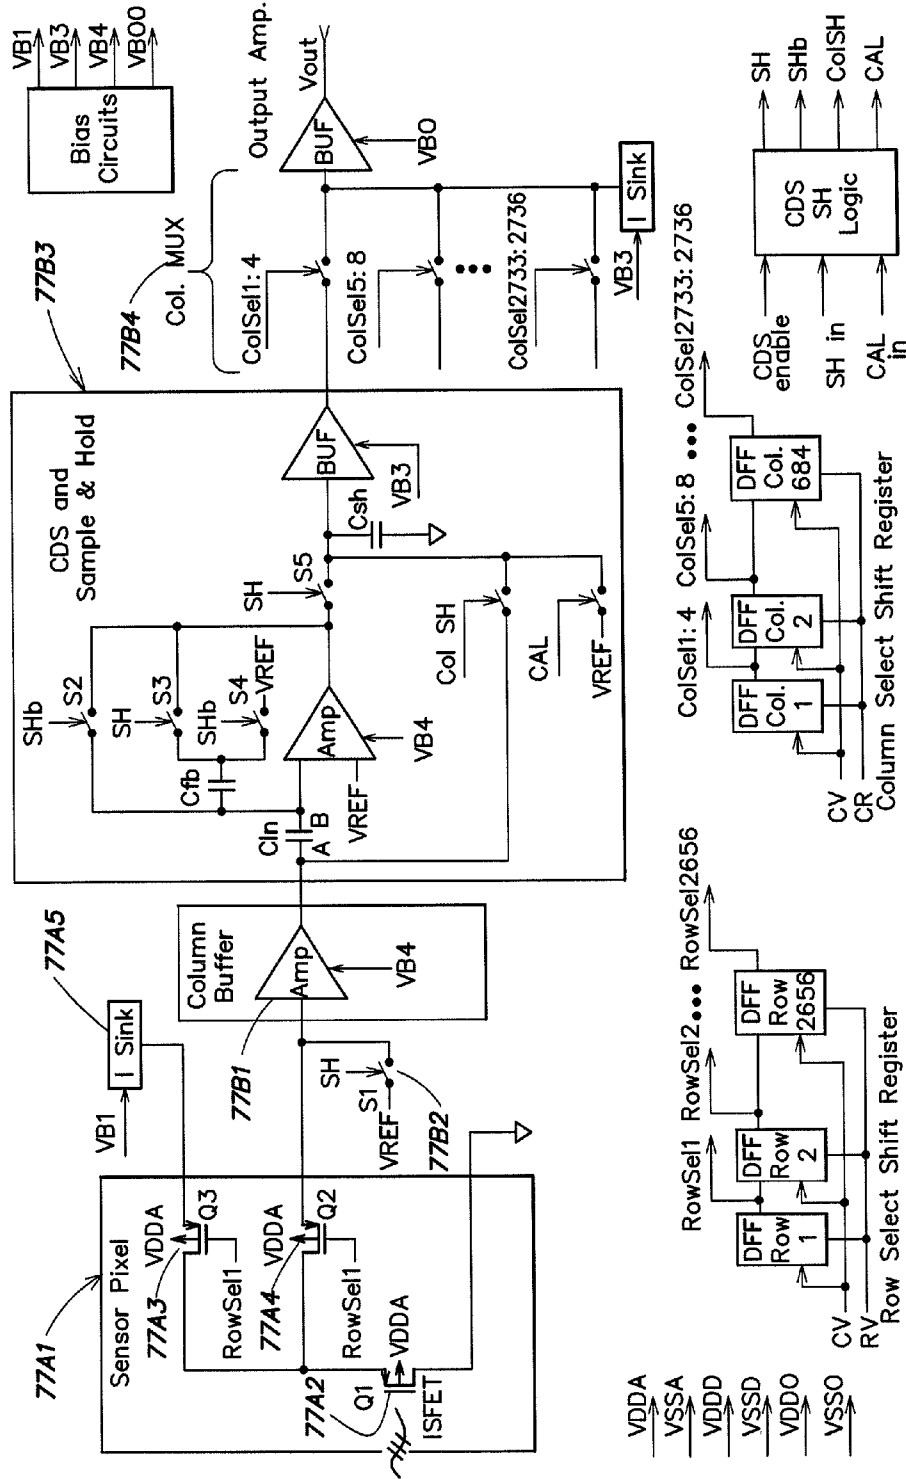 77A1
Sensor Pixel
VDDA
77A3
Q3
RowSel1
VDDA
77A4
Q2
RowSel1
77A2
Q1
VDDA
ISFET
VB1
I Sink
77A5
77B1
Column
Buffer
Amp
VB4
SH
S1
VREF
77B2
CDS and
Sample & Hold
77B3
SHb
S2
SH
S3
SHb
S4
VREF
Cfb
CIn
A
B
VREF
Amp
VB4
SH
S5
Csh
BUF
VB3
Col SH
CAL
VREF
77B4
Col. MUX
ColSel1:4
ColSel5:8
ColSel2733:2736
VB3
I Sink
Output Amp.
BUF
Vout
VBO
Bias
Circuits
VB1
VB3
VB4
VBOO
VDDA
VSSA
VDDD
VSSD
VDDO
VSSO
RowSel1
RowSel2
RowSel2656
DFF
Row
1
DFF
Row
2
DFF
Row
2656
CV
RV
Row Select Shift Register
ColSel1:4
ColSel5:8
ColSel2733:2736
DFF
Col.
1
DFF
Col.
2
DFF
Col.
684
CV
CR
Column Select Shift Register
CDS
enable
SH in
CAL
in
CDS
SH
Logic
SH
SHb
ColSH
CAL